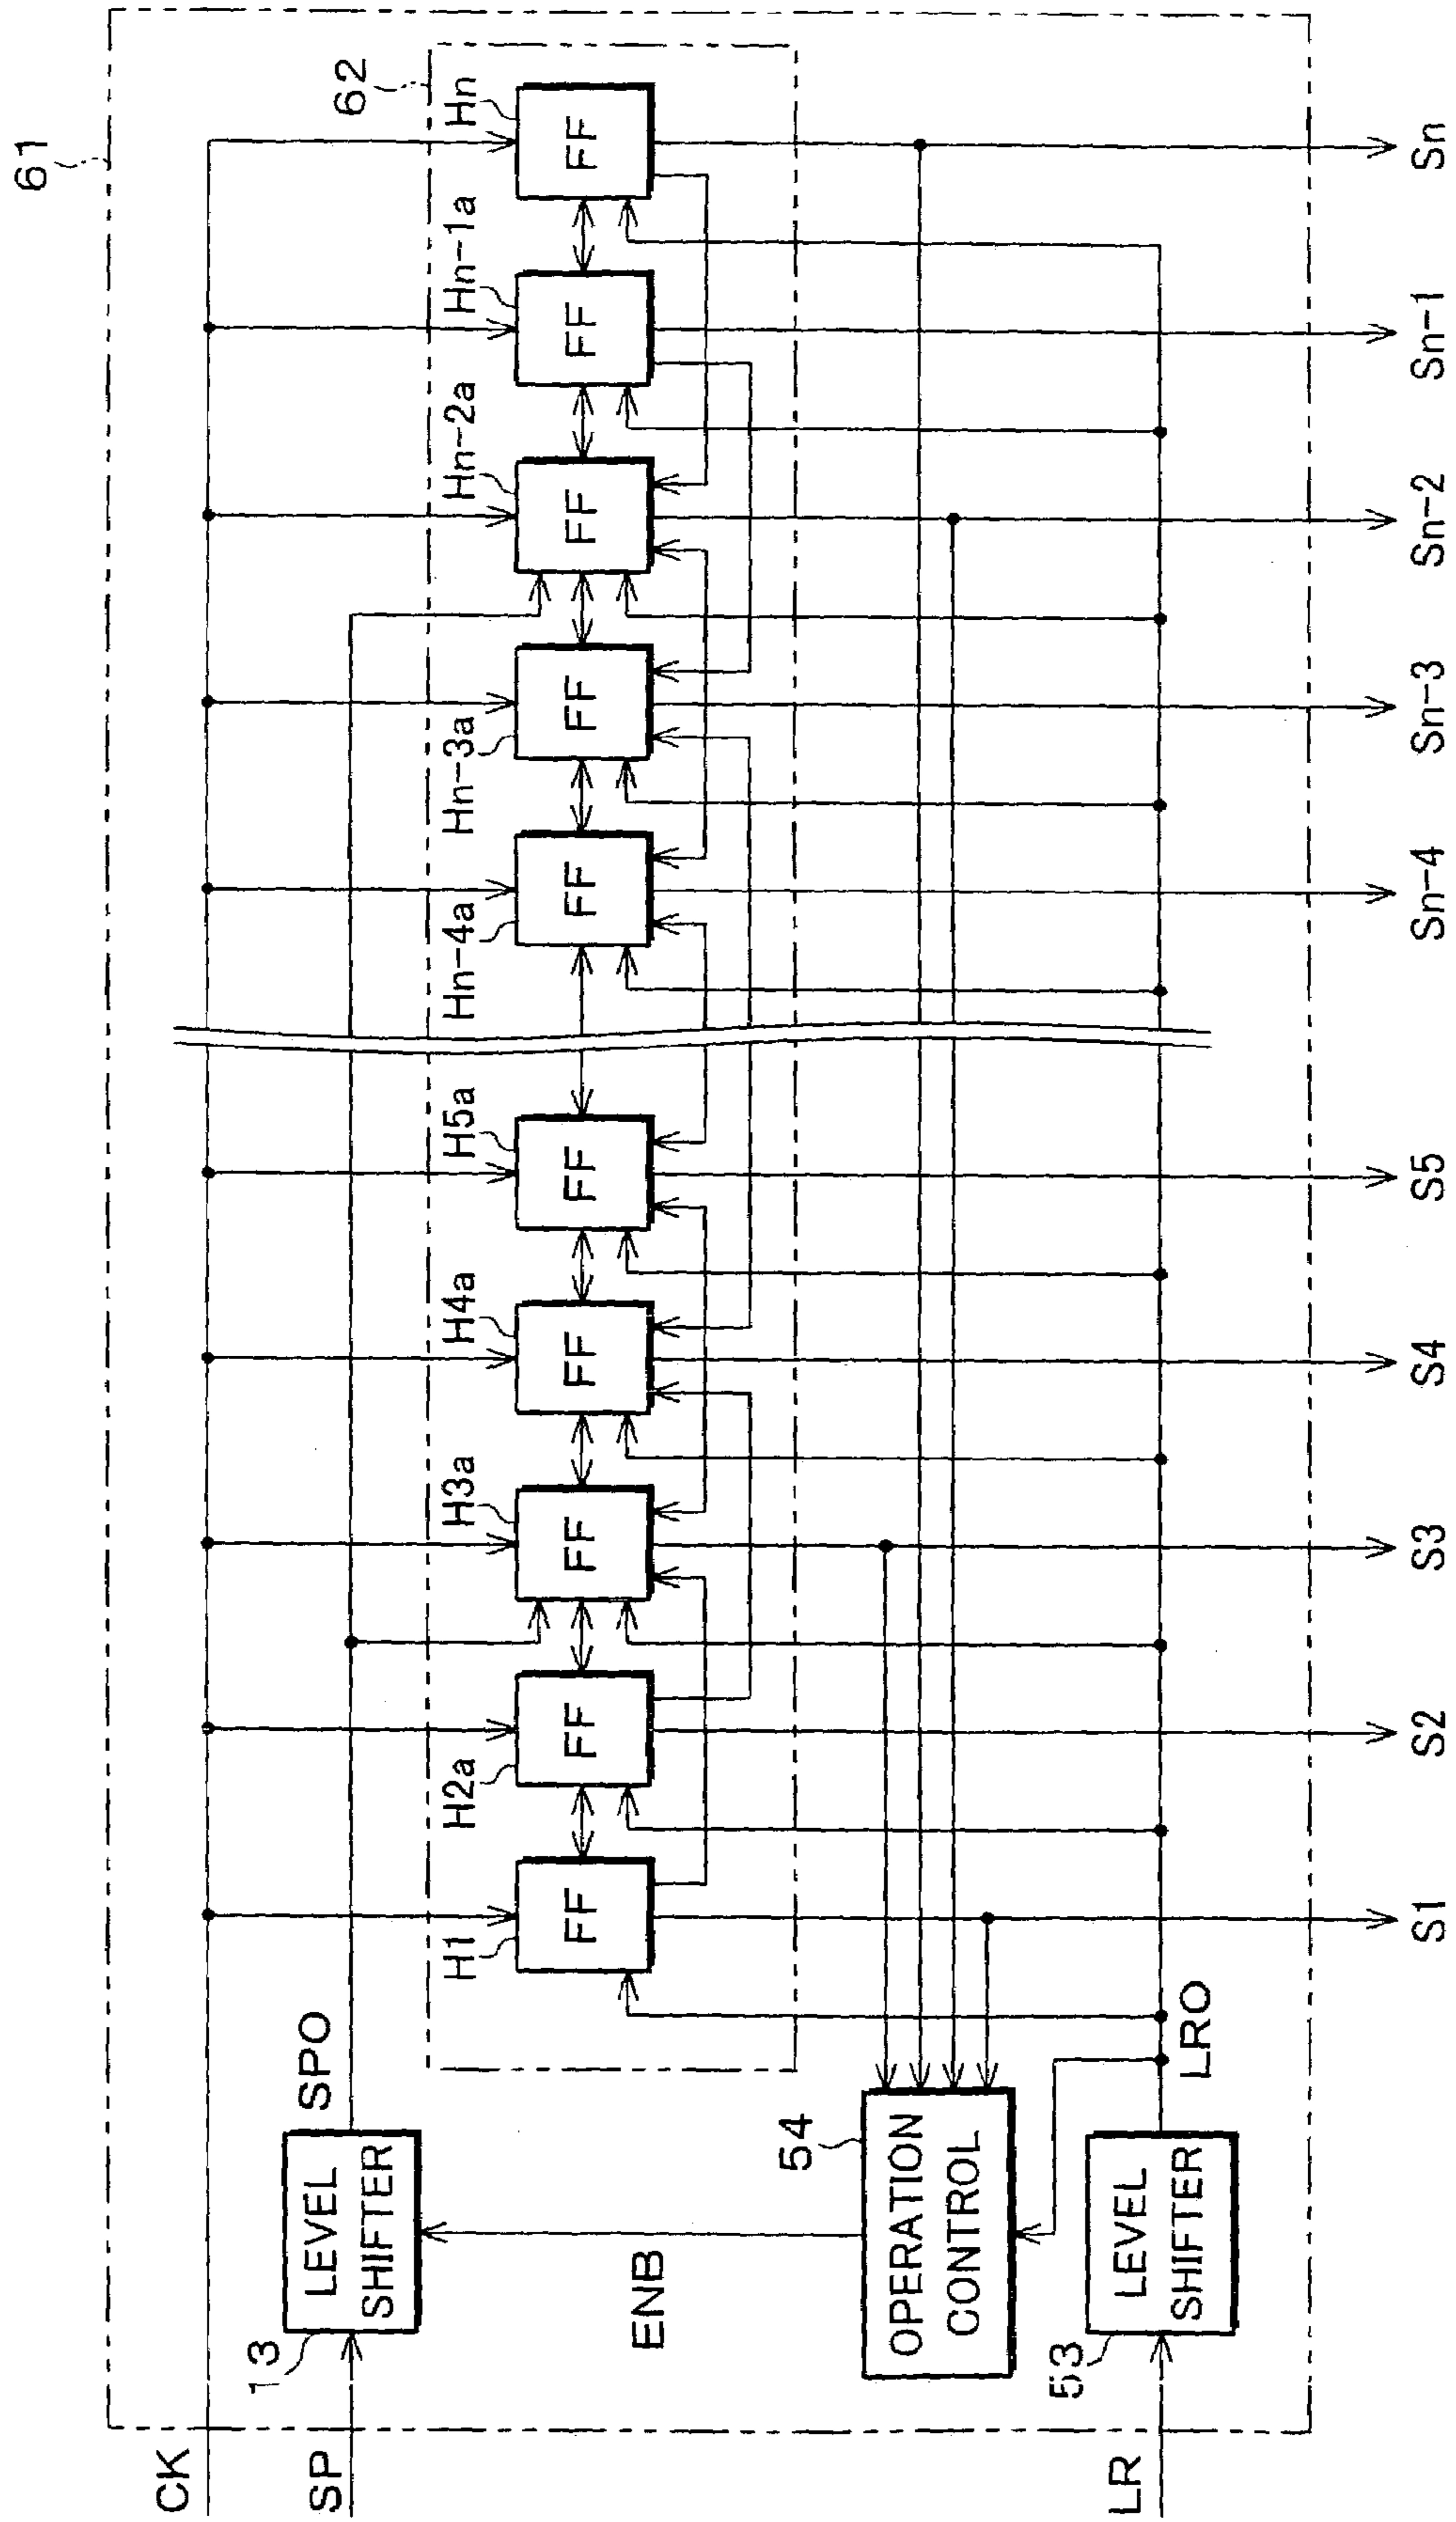 61
62
CK
SP
13
LEVEL
SHIFTER
SPO
ENB
H1
H2a
H3a
H4a
H5a
Hn-4a
Hn-3a
Hn-2a
Hn-1a
Hn
FF
FF
FF
FF
FF
FF
FF
FF
FF
FF
54
OPERATION
CONTROL
LR
53
LEVEL
SHIFTER
LRO
S1
S2
S3
S4
S5
Sn-4
Sn-3
Sn-2
Sn-1
Sn